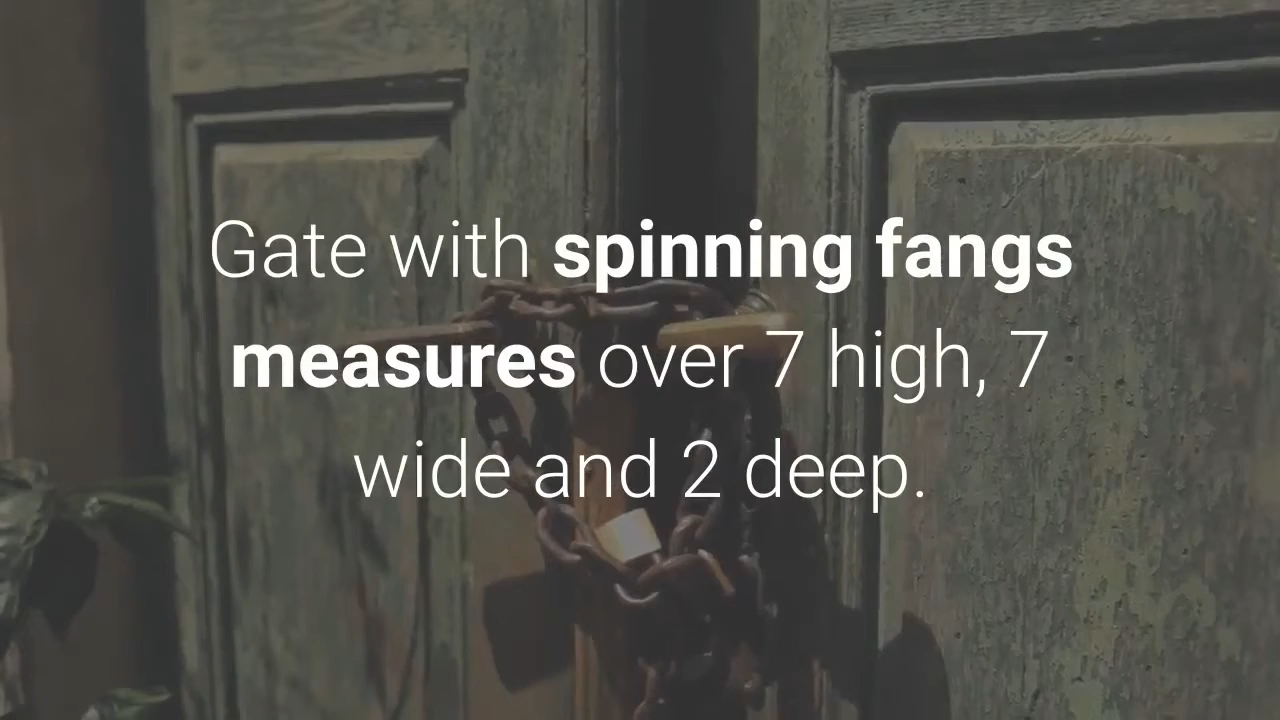 Gate with spinning fangs
measures over 7 high, 7
wide and 2 deep.